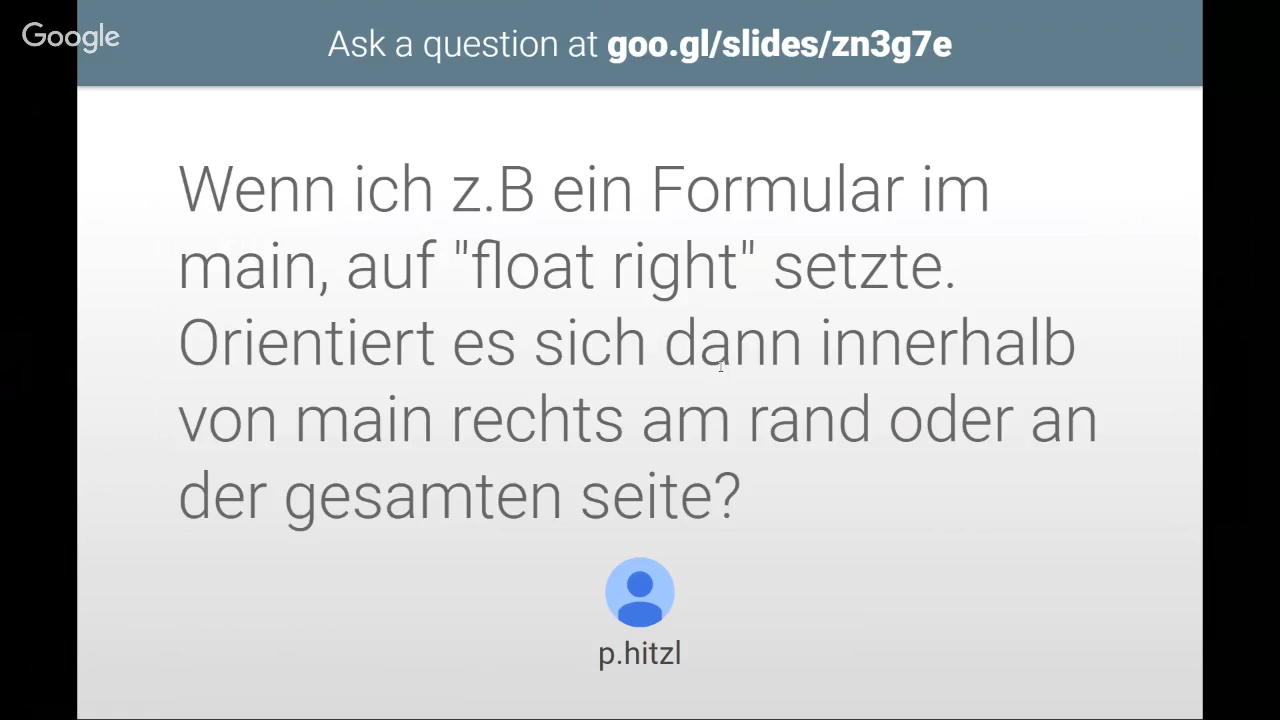 Google
Ask a question at goo.gl/slides/zn3g7e
Wenn ich z.B ein Formular im
main, auf "float right" setzte.
Orientiert es sich dann innerhalb
von main rechts am rand oder an
der gesamten seite?
p.hitzl